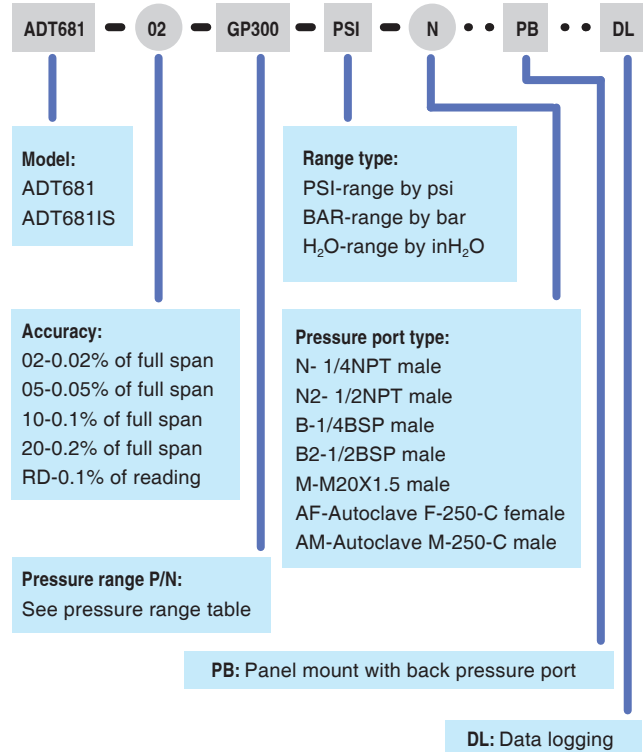 ADT681 – 02 – GP300 – PSI – N •• PB •• DL
Model:
ADT681
ADT681IS
Range type:
PSI-range by psi
BAR-range by bar
H₂O-range by inH₂O
Accuracy:
02-0.02% of full span
05-0.05% of full span
10-0.1% of full span
20-0.2% of full span
RD-0.1% of reading
Pressure port type:
N- 1/4NPT male
N2- 1/2NPT male
B-1/4BSP male
B2-1/2BSP male
M-M20X1.5 male
AF-Autoclave F-250-C female
AM-Autoclave M-250-C male
Pressure range P/N:
See pressure range table
PB: Panel mount with back pressure port
DL: Data logging